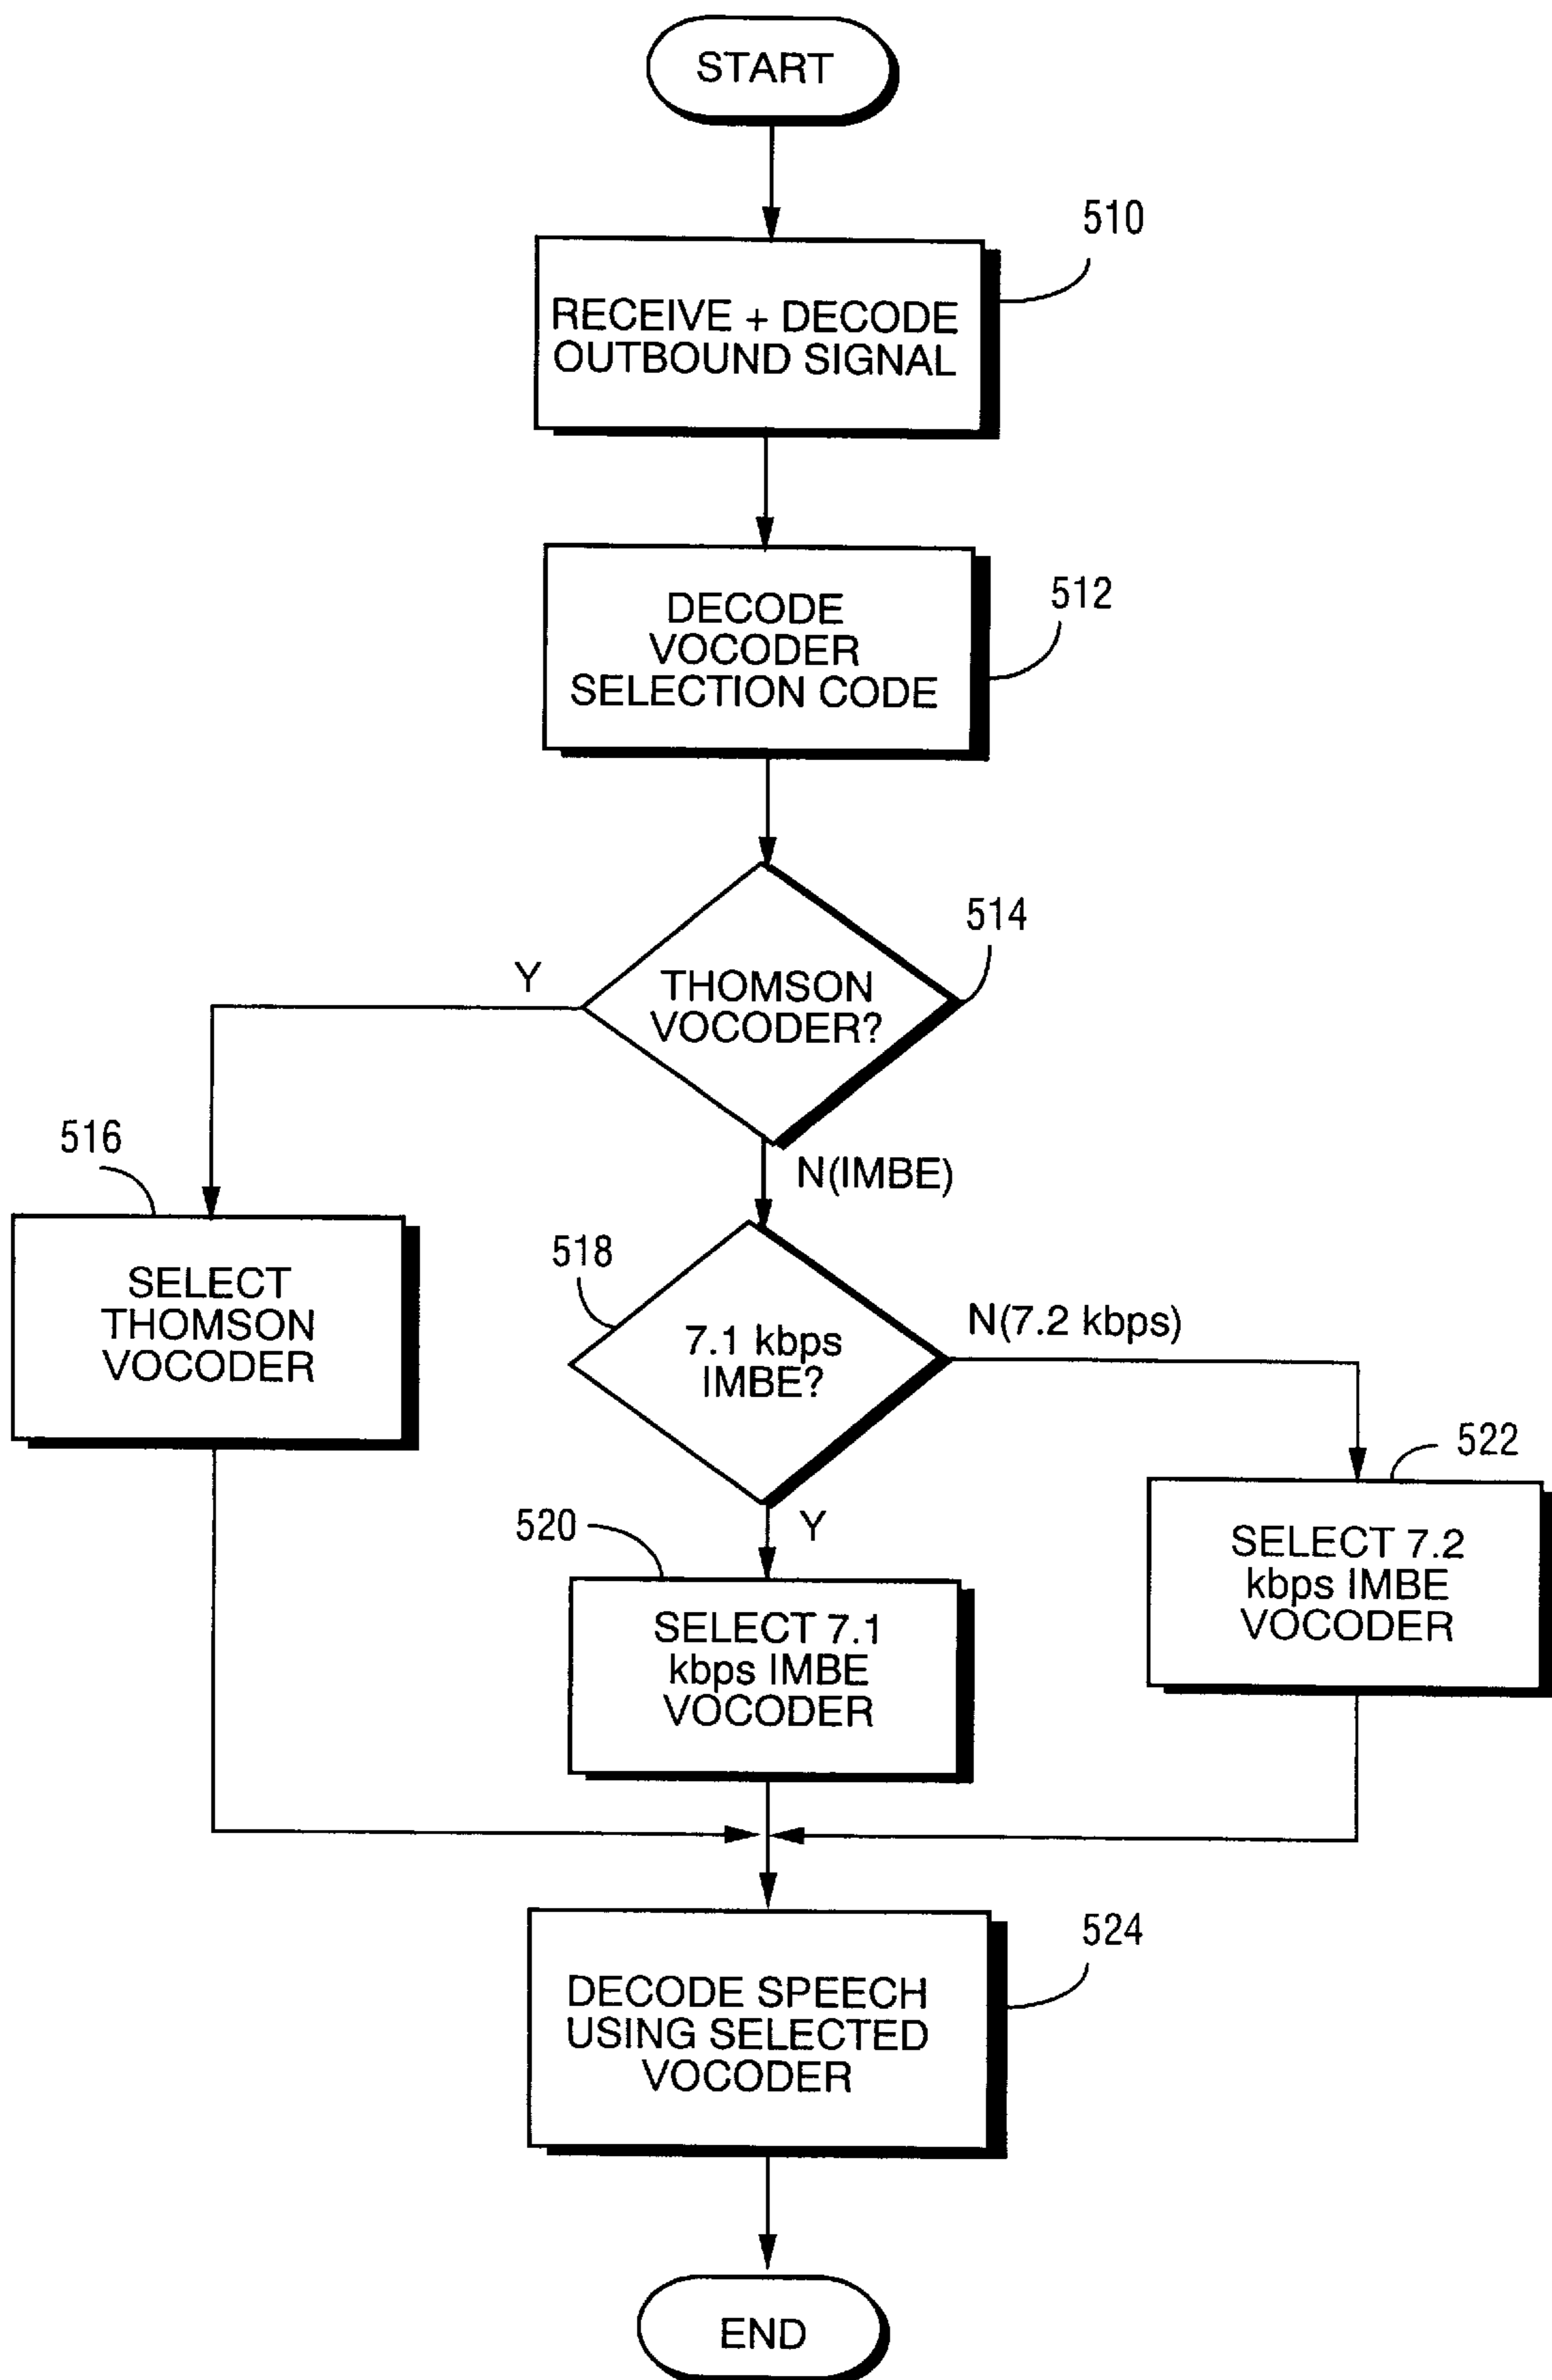 START
510
RECEIVE + DECODE
OUTBOUND SIGNAL
512
DECODE
VOCODER
SELECTION CODE
514
Y
THOMSON
VOCODER?
516
N(IMBE)
SELECT
THOMSON
VOCODER
518
7.1 kbps
IMBE?
N(7.2 kbps)
522
520
Y
SELECT 7.2
kbps IMBE
VOCODER
SELECT 7.1
kbps IMBE
VOCODER
524
DECODE SPEECH
USING SELECTED
VOCODER
END